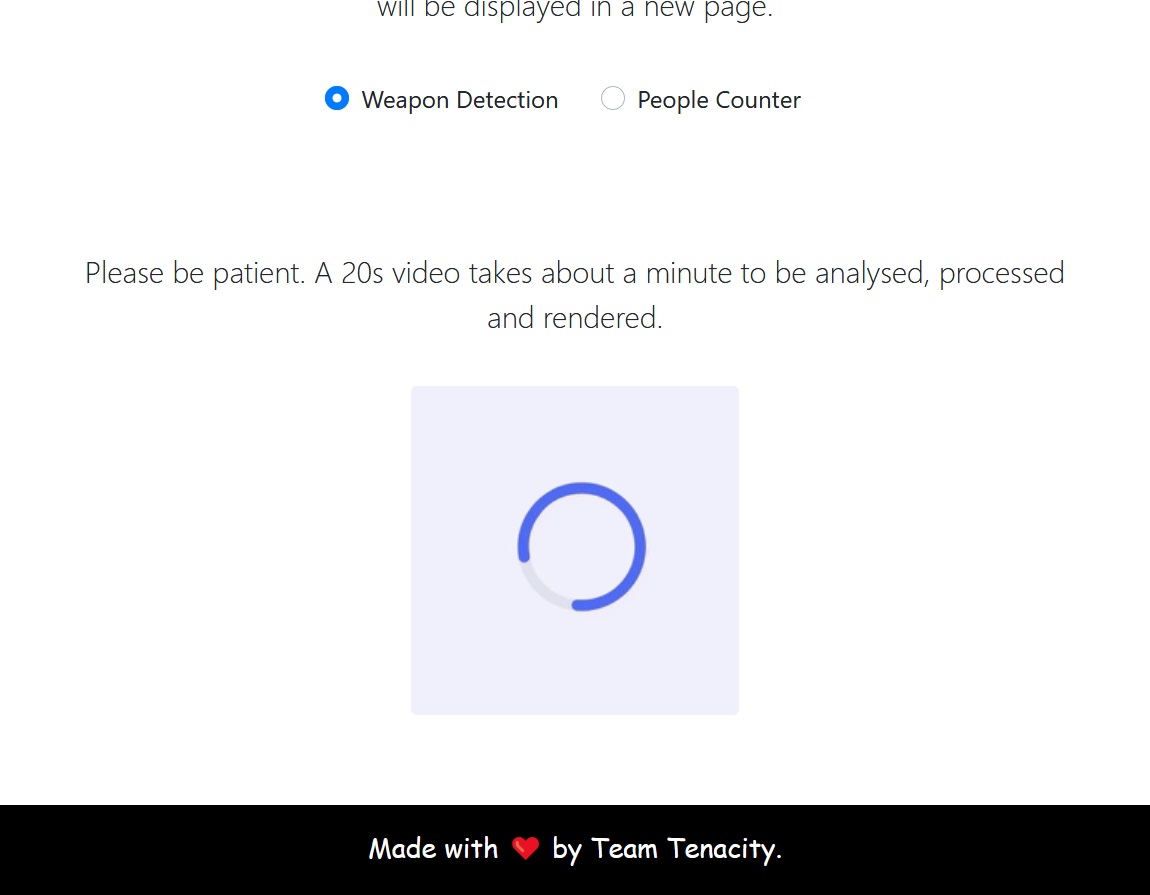 will be displayed in a new page.
Weapon Detection People Counter
Please be patient. A 20s video takes about a minute to be analysed, processed
and rendered.
Made with ❤ by Team Tenacity.